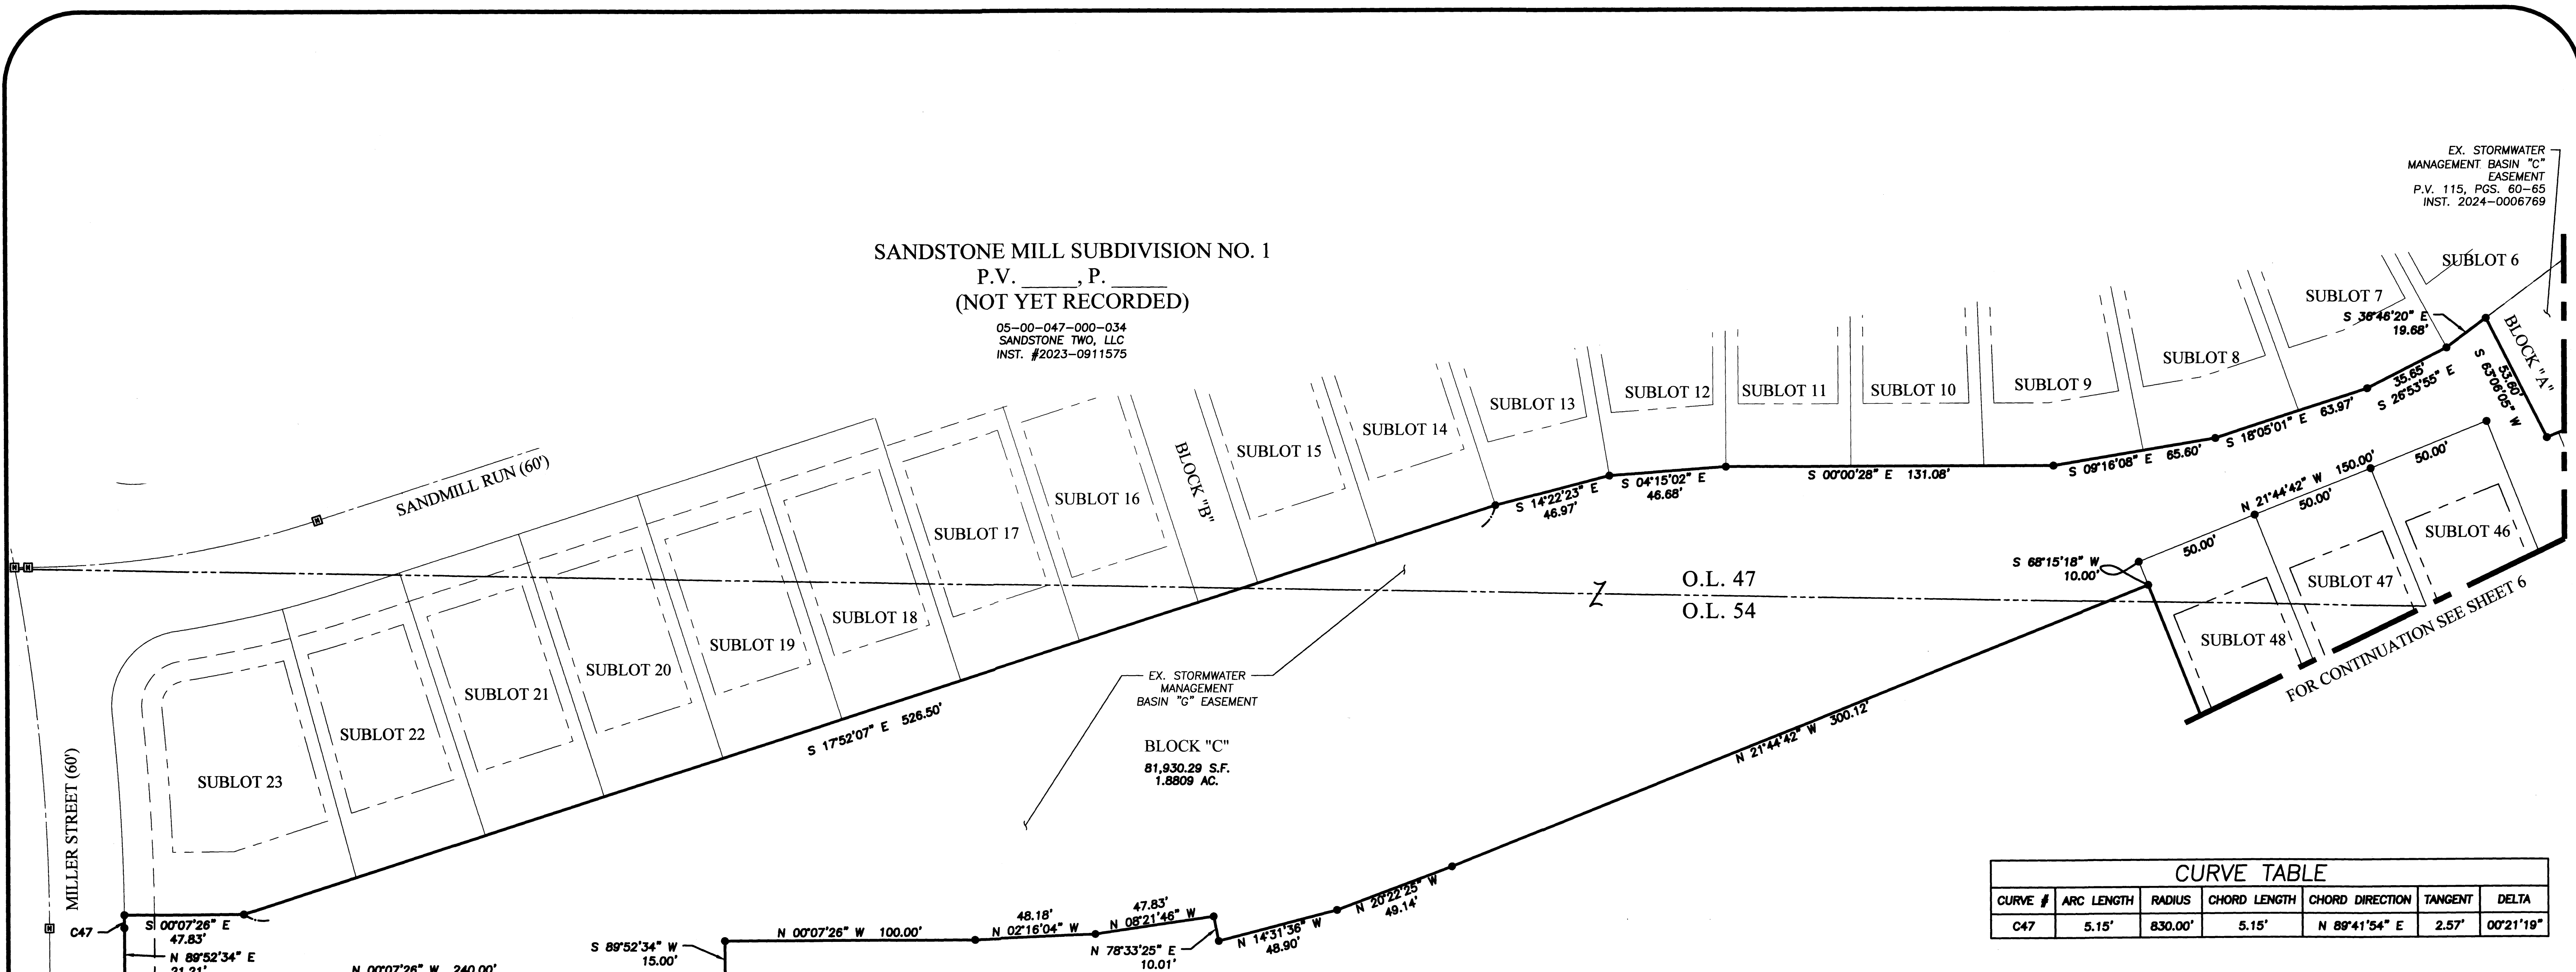 EX. STORMWATER
MANAGEMENT BASIN "C"
EASEMENT
P.V. 115, PGS. 60-65
INST. 2024-0006769
SANDSTONE MILL SUBDIVISION NO. 1
P.V. _____, P. _____
(NOT YET RECORDED)
05-00-047-000-034
SANDSTONE TWO, LLC
INST. #2023-0911575
SUBLOT 6
SUBLOT 7
S 36°46'20" E
19.68'
BLOCK "A"
53.60'
S 63°06'05" W
SUBLOT 8
SUBLOT 9
SUBLOT 10
SUBLOT 11
SUBLOT 12
SUBLOT 13
SUBLOT 14
SUBLOT 15
BLOCK "B"
SUBLOT 16
SUBLOT 17
SUBLOT 18
SUBLOT 19
SUBLOT 20
SUBLOT 21
SUBLOT 22
SUBLOT 23
SANDMILL RUN (60')
MILLER STREET (60')
35.65'
S 26°53'55" E
S 18°05'01" E 63.97'
S 09°16'08" E 65.60'
S 00°00'28" E 131.08'
S 04°15'02" E
46.68'
S 14°22'23" E
46.97'
S 17°52'07" E 526.50'
N 21°44'42" W 150.00'
50.00'
50.00'
50.00'
SUBLOT 46
SUBLOT 47
SUBLOT 48
S 68°15'18" W
10.00'
FOR CONTINUATION SEE SHEET 6
O.L. 47
O.L. 54
EX. STORMWATER
MANAGEMENT
BASIN "G" EASEMENT
BLOCK "C"
81,930.29 S.F.
1.8809 AC.
N 21°44'42" W 300.12'
N 20°22'25" W
49.14'
N 14°31'36" W
48.90'
N 78°33'25" E
10.01'
47.83'
N 08°21'46" W
48.18'
N 02°16'04" W
N 00°07'26" W 100.00'
S 89°52'34" W
15.00'
N 00°07'26" W 240.00'
S 00°07'26" E
47.83'
C47
N 89°52'34" E
21.21'
CURVE TABLE
CURVE # ARC LENGTH RADIUS CHORD LENGTH CHORD DIRECTION TANGENT DELTA
C47 5.15' 830.00' 5.15' N 89°41'54" E 2.57' 00°21'19"